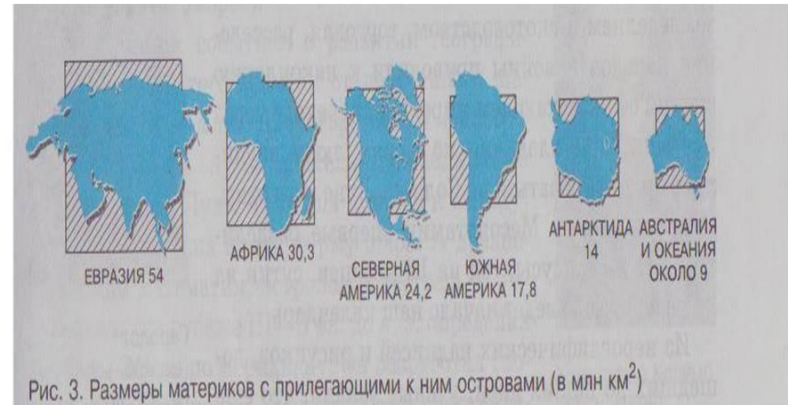 ЕВРАЗИЯ 54
АФРИКА 30,3
СЕВЕРНАЯ
АМЕРИКА 24,2
ЮЖНАЯ
АМЕРИКА 17,8
АНТАРКТИДА
14
АВСТРАЛИЯ
И ОКЕАНИЯ
ОКОЛО 9
Рис. 3. Размеры материков с прилегающими к ним островами (в млн км²)